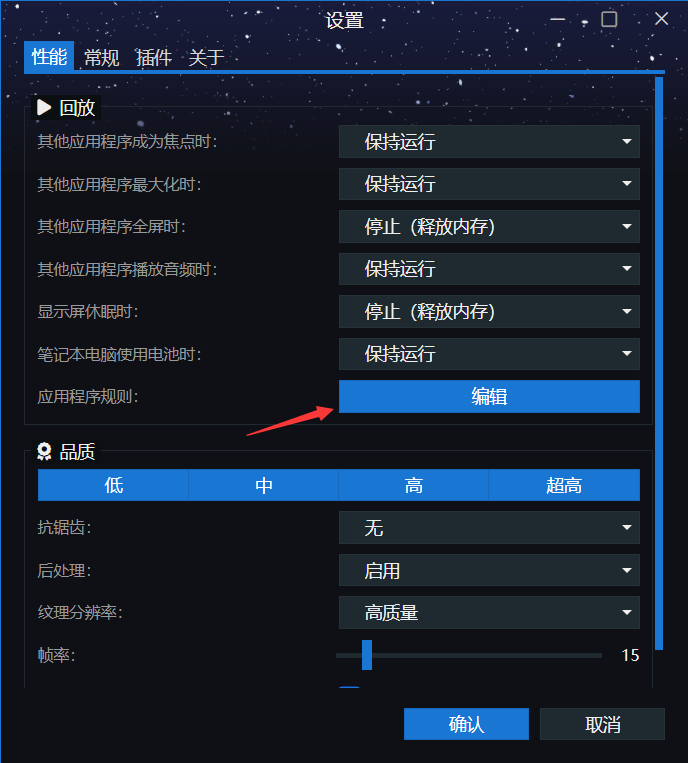 设置
性能 常规 插件 关于
回放
其他应用程序成为焦点时: 保持运行
其他应用程序最大化时: 保持运行
其他应用程序全屏时: 停止（释放内存）
其他应用程序播放音频时: 保持运行
显示屏休眠时: 停止（释放内存）
笔记本电脑使用电池时: 保持运行
应用程序规则: 编辑
品质
低 中 高 超高
抗锯齿: 无
后处理: 启用
纹理分辨率: 高质量
帧率: 15
确认 取消